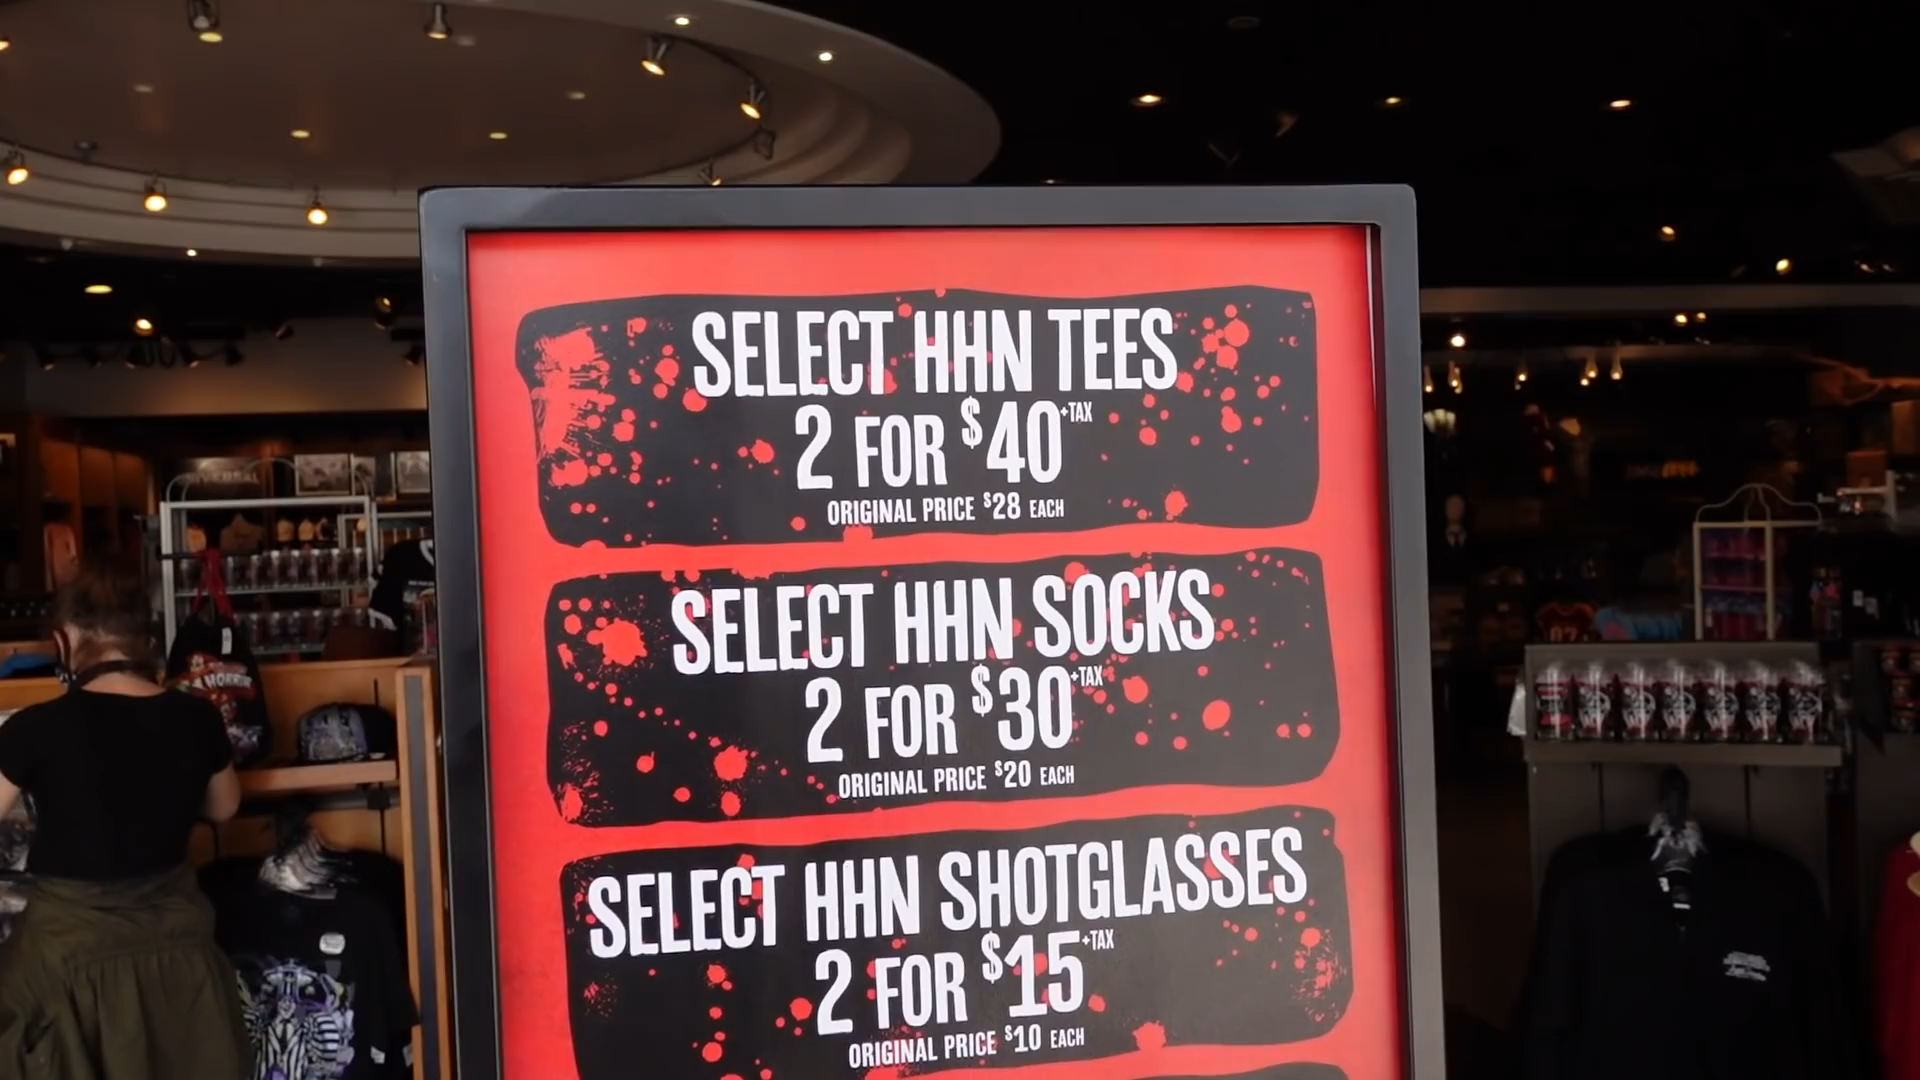 SELECT HHN TEES
2 FOR $40 +TAX
ORIGINAL PRICE $28 EACH
SELECT HHN SOCKS
2 FOR $30 +TAX
ORIGINAL PRICE $20 EACH
SELECT HHN SHOTGLASSES
2 FOR $15 +TAX
ORIGINAL PRICE $10 EACH
HORROR